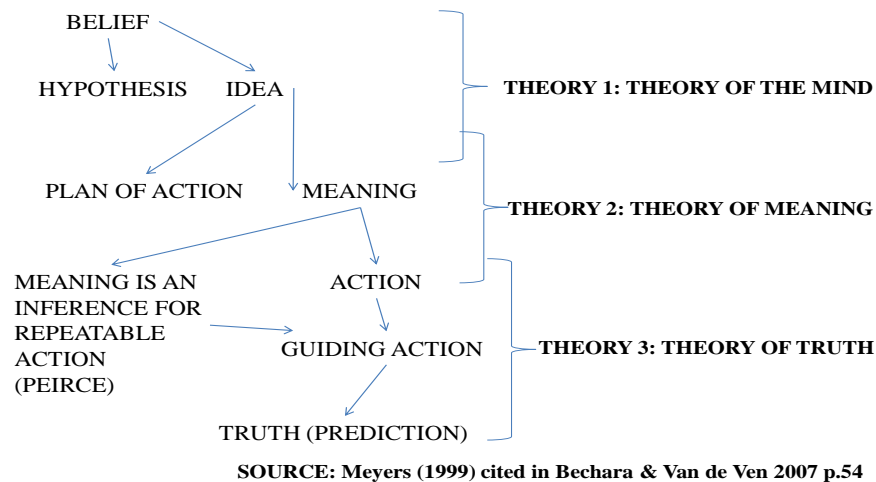 BELIEF
HYPOTHESIS
IDEA
THEORY 1: THEORY OF THE MIND
PLAN OF ACTION
MEANING
THEORY 2: THEORY OF MEANING
MEANING IS AN
INFERENCE FOR
REPEATABLE
ACTION
(PEIRCE)
ACTION
GUIDING ACTION
THEORY 3: THEORY OF TRUTH
TRUTH (PREDICTION)
SOURCE: Meyers (1999) cited in Bechara & Van de Ven 2007 p.54